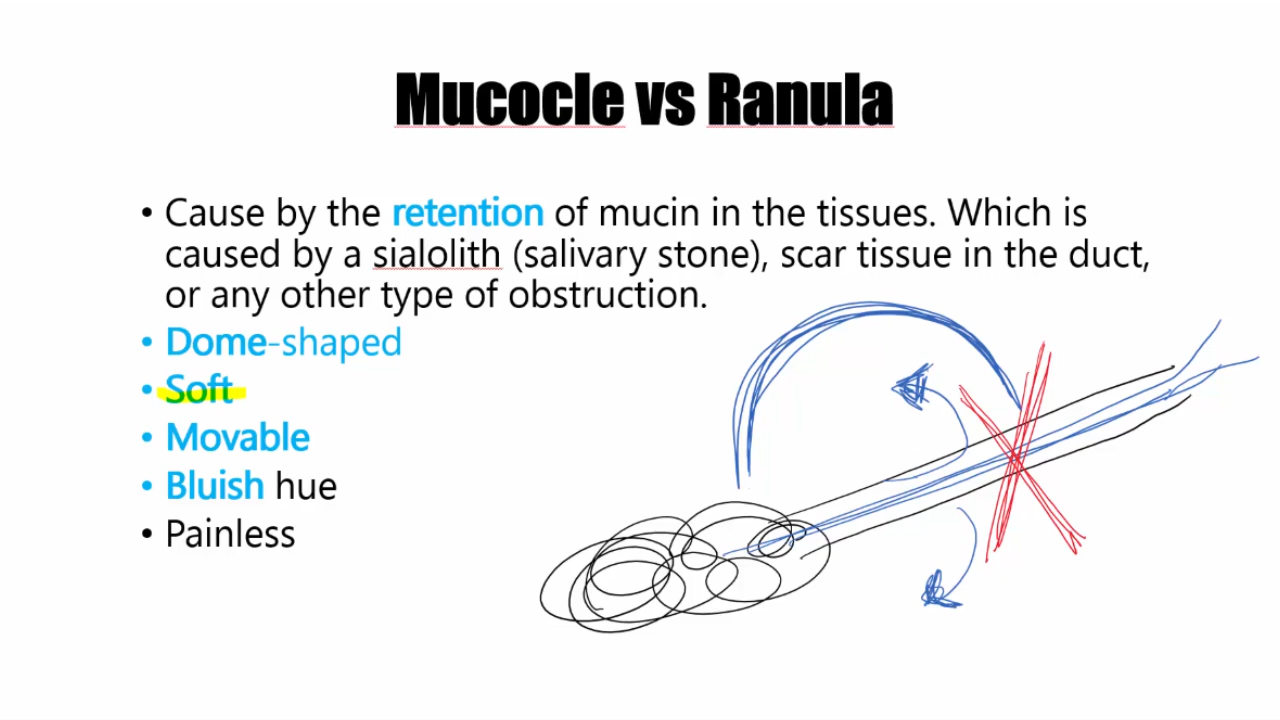 Mucocle vs Ranula
• Cause by the retention of mucin in the tissues. Which is
caused by a sialolith (salivary stone), scar tissue in the duct,
or any other type of obstruction.
• Dome-shaped
• Soft
• Movable
• Bluish hue
• Painless